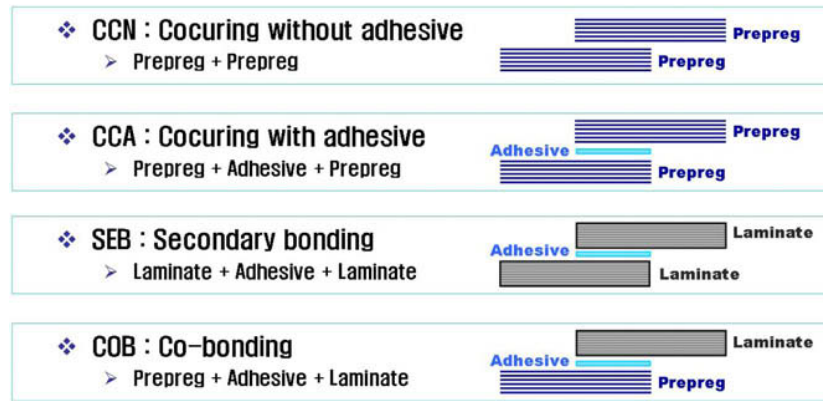 ❖ CCN : Cocuring without adhesive
➢ Prepreg + Prepreg
Prepreg
Prepreg
❖ CCA : Cocuring with adhesive
➢ Prepreg + Adhesive + Prepreg
Prepreg
Adhesive
Prepreg
❖ SEB : Secondary bonding
➢ Laminate + Adhesive + Laminate
Laminate
Adhesive
Laminate
❖ COB : Co-bonding
➢ Prepreg + Adhesive + Laminate
Laminate
Adhesive
Prepreg